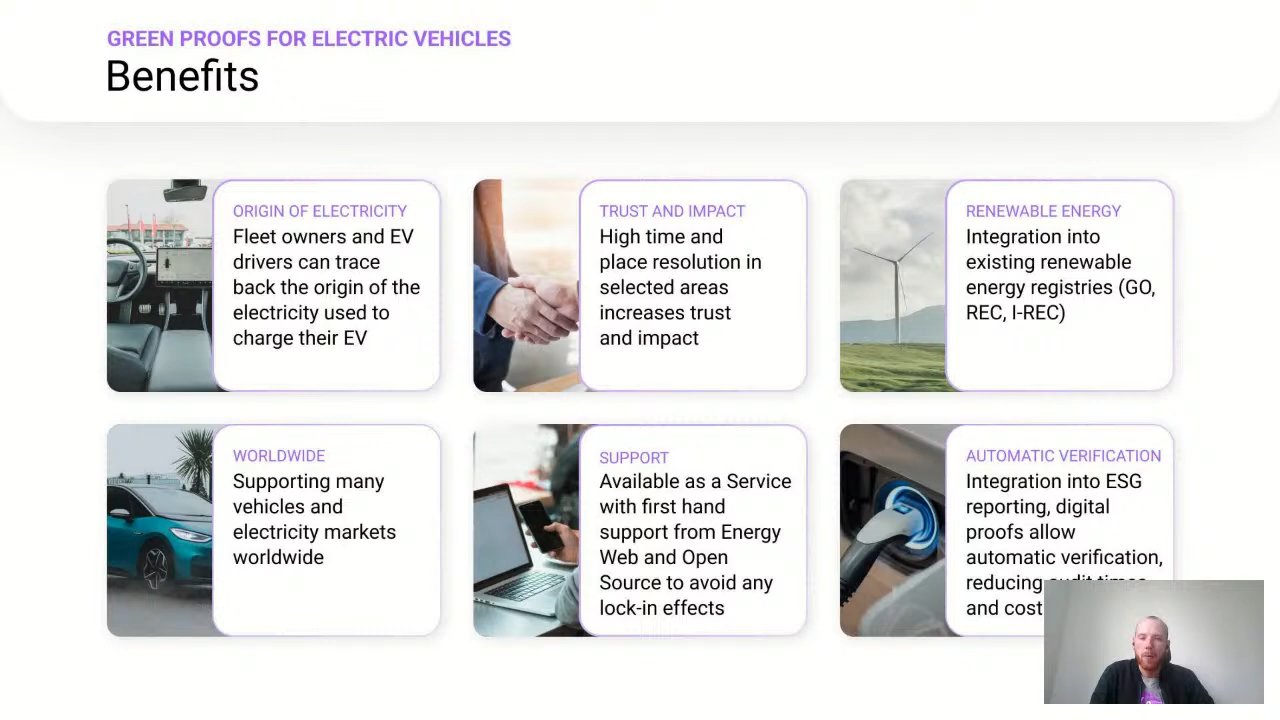 GREEN PROOFS FOR ELECTRIC VEHICLES
Benefits
ORIGIN OF ELECTRICITY
Fleet owners and EV
drivers can trace
back the origin of the
electricity used to
charge their EV
TRUST AND IMPACT
High time and
place resolution in
selected areas
increases trust
and impact
RENEWABLE ENERGY
Integration into
existing renewable
energy registries (GO,
REC, I-REC)
WORLDWIDE
Supporting many
vehicles and
electricity markets
worldwide
SUPPORT
Available as a Service
with first hand
support from Energy
Web and Open
Source to avoid any
lock-in effects
AUTOMATIC VERIFICATION
Integration into ESG
reporting, digital
proofs allow
automatic verification,
reducing audit times
and cost